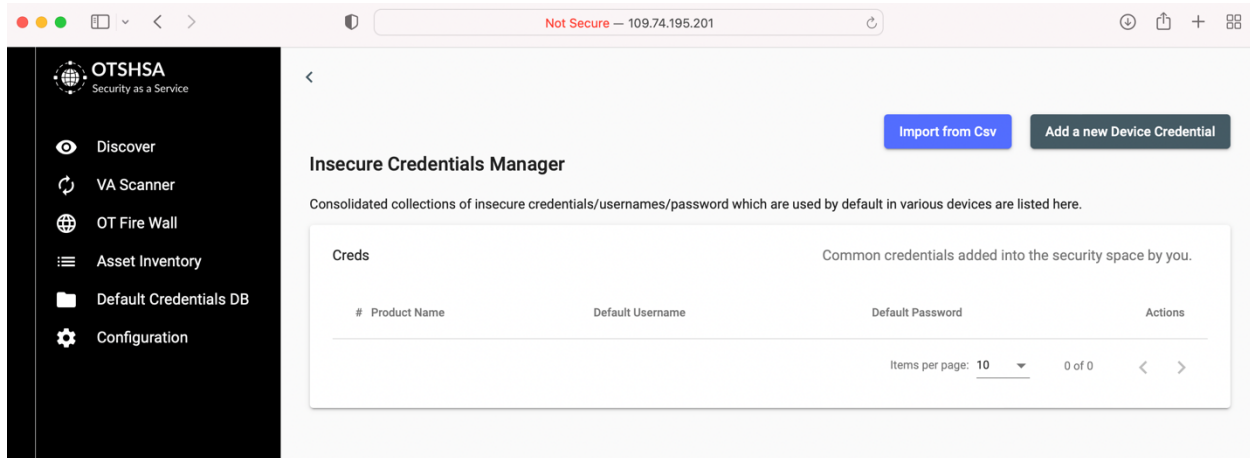 Not Secure — 109.74.195.201
OTSHSA
Security as a Service
Discover
VA Scanner
OT Fire Wall
Asset Inventory
Default Credentials DB
Configuration
Import from Csv
Add a new Device Credential
Insecure Credentials Manager
Consolidated collections of insecure credentials/usernames/password which are used by default in various devices are listed here.
Creds
Common credentials added into the security space by you.
# Product Name Default Username Default Password Actions
Items per page: 10 0 of 0